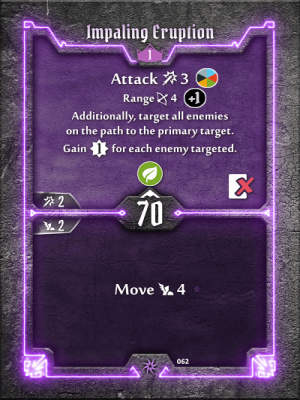 Impaling Eruption
1
Attack 3
Range 4 +1
Additionally, target all enemies
on the path to the primary target.
Gain 1 for each enemy targeted.
2
70
2
Move 4
062